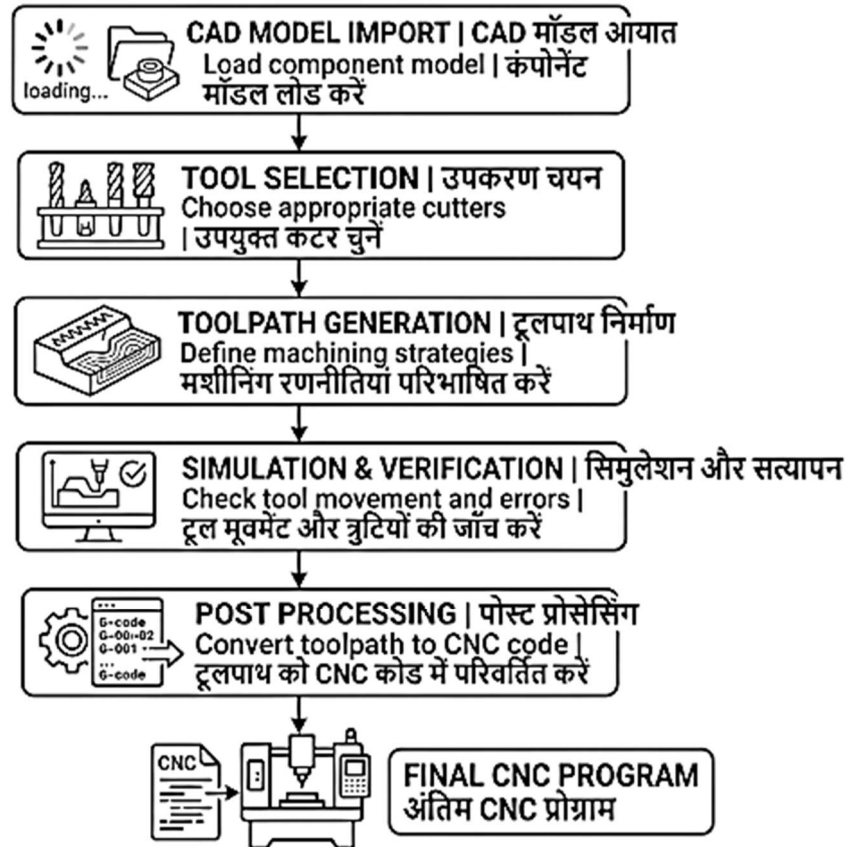 CAD MODEL IMPORT | CAD मॉडल आयात
Load component model | कंपोनेंट
मॉडल लोड करें
loading...
TOOL SELECTION | उपकरण चयन
Choose appropriate cutters
| उपयुक्त कटर चुनें
TOOLPATH GENERATION | टूलपाथ निर्माण
Define machining strategies |
मशीनिंग रणनीतियां परिभाषित करें
SIMULATION & VERIFICATION | सिमुलेशन और सत्यापन
Check tool movement and errors |
टूल मूवमेंट और त्रुटियों की जाँच करें
POST PROCESSING | पोस्ट प्रोसेसिंग
Convert toolpath to CNC code |
टूलपाथ को CNC कोड में परिवर्तित करें
G-code
G-001
G-code
CNC
FINAL CNC PROGRAM
अंतिम CNC प्रोग्राम